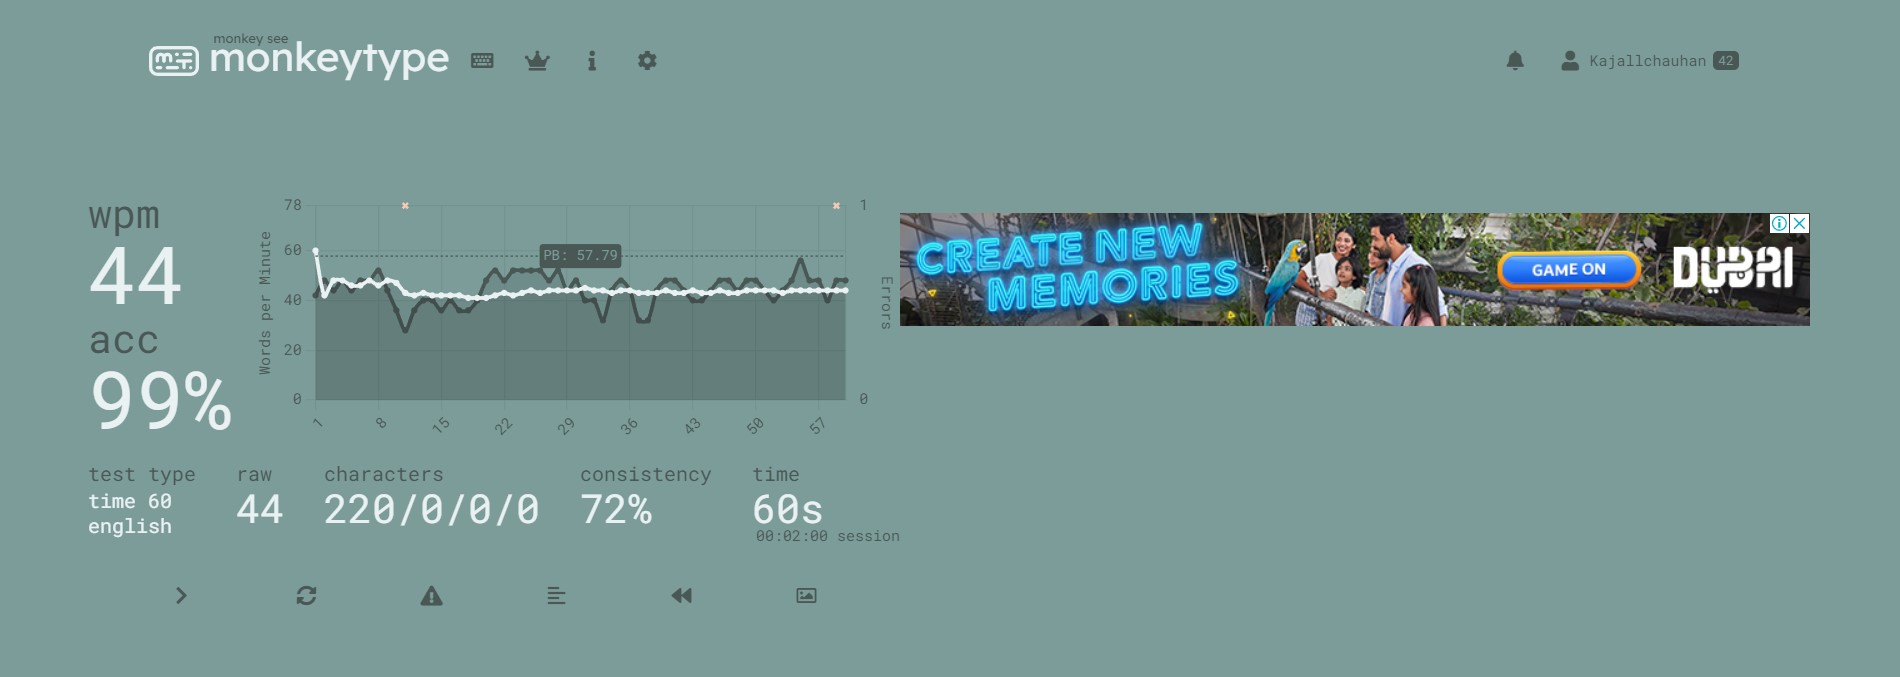 monkey see
monkeytype
Kajallchauhan 42
wpm
44
acc
99%
Words per Minute
78
60
40
20
0
PB: 57.79
1
0
Errors
1 8 15 22 29 36 43 50 57
CREATE NEW
MEMORIES
GAME ON
DUBAI
test type
time 60
english
raw
44
characters
220/0/0/0
consistency
72%
time
60s
00:02:00 session